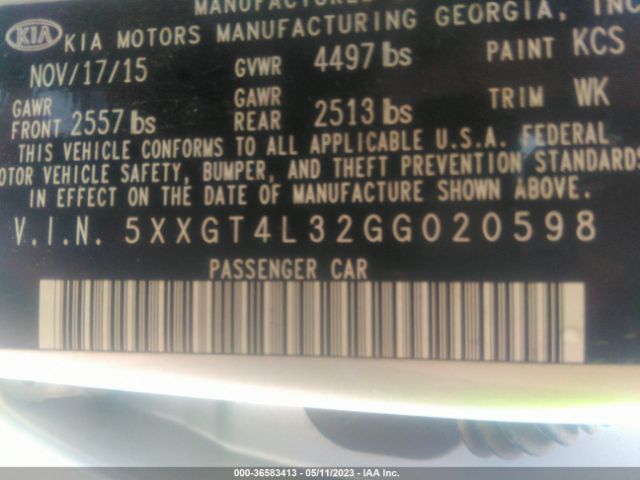 MANUFACTURED
KIA KIA MOTORS MANUFACTURING GEORGIA, INC
NOV/17/15 GVWR 4497 lbs PAINT KCS
GAWR FRONT 2557 lbs GAWR REAR 2513 lbs TRIM WK
THIS VEHICLE CONFORMS TO ALL APPLICABLE U.S.A. FEDERAL
OTOR VEHICLE SAFETY, BUMPER, AND THEFT PREVENTION STANDARDS
IN EFFECT ON THE DATE OF MANUFACTURE SHOWN ABOVE.
V.I.N. 5XXGT4L32GG020598
PASSENGER CAR
000-36583413 - 05/11/2023 - IAA Inc.